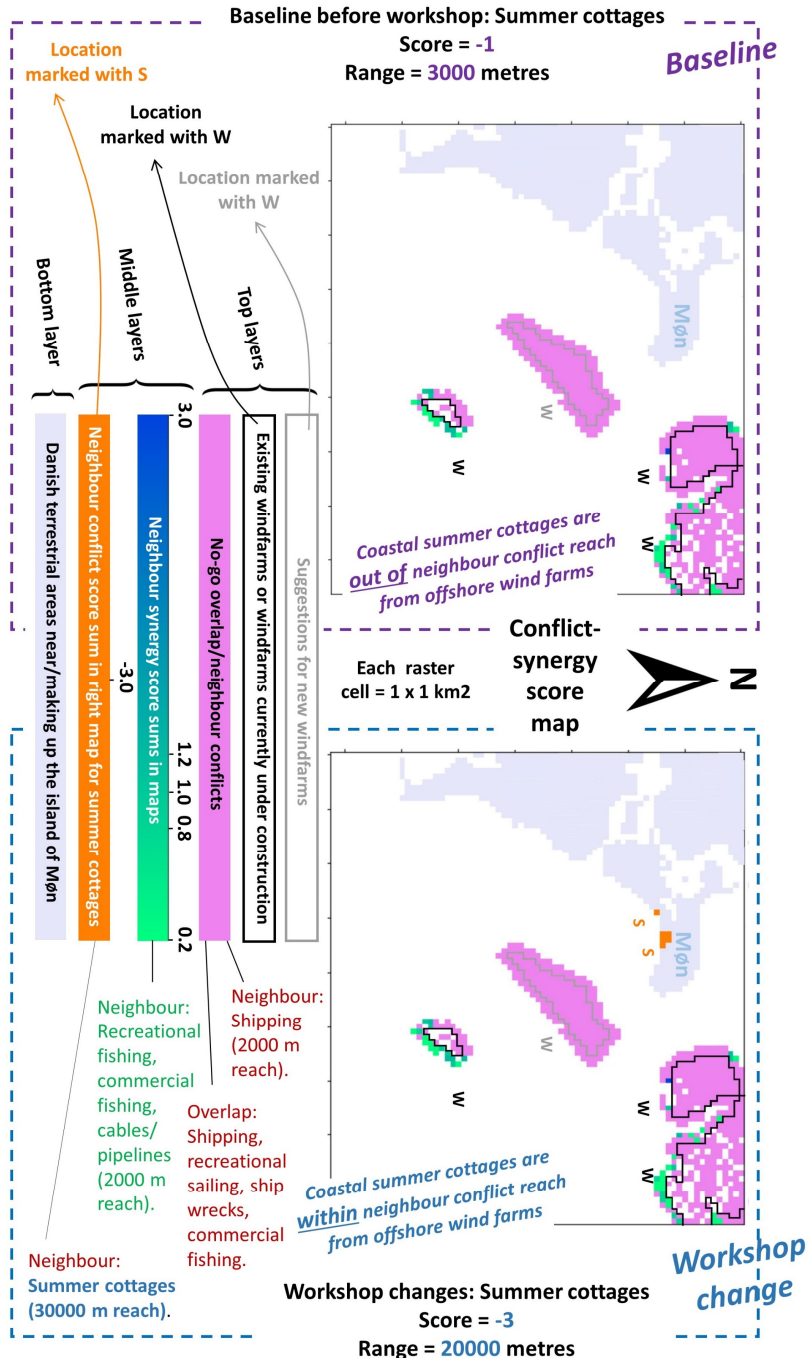 Baseline before workshop: Summer cottages
Score = -1
Range = 3000 metres
Baseline
Location
marked with S
Location
marked with W
Location marked
with W
Bottom layer
Middle layers
Top layers
Møn
W
W
W
W
Coastal summer cottages are
out of neighbour conflict reach
from offshore wind farms
Danish terrestrial areas near/making up the island of Møn
Neighbour conflict score sum in right map for summer cottages
-3.0
Neighbour synergy score sums in maps
3.0
1.2
1.0
0.8
0.2
No-go overlap/neighbour conflicts
Existing windfarms or windfarms currently under construction
Suggestions for new windfarms
Each raster
cell = 1 x 1 km2
Conflict-
synergy
score
map
N
Møn
S
S
W
W
W
W
Neighbour:
Shipping
(2000 m
reach).
Neighbour:
Recreational
fishing,
commercial
fishing,
cables/
pipelines
(2000 m
reach).
Overlap:
Shipping,
recreational
sailing, ship
wrecks,
commercial
fishing.
Neighbour:
Summer cottages
(30000 m reach).
Coastal summer cottages are
within neighbour conflict reach
from offshore wind farms
Workshop
change
Workshop changes: Summer cottages
Score = -3
Range = 20000 metres